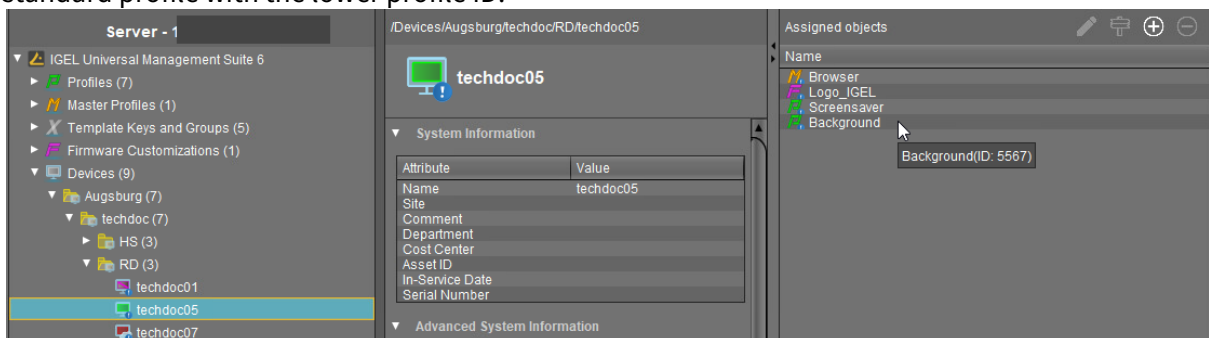 standard profile with the lower profile ID.
Server - 1
IGEL Universal Management Suite 6
Profiles (7)
Master Profiles (1)
Template Keys and Groups (5)
Firmware Customizations (1)
Devices (9)
Augsburg (7)
techdoc (7)
HS (3)
RD (3)
techdoc01
techdoc05
techdoc07
/Devices/Augsburg/techdoc/RD/techdoc05
techdoc05
System Information
Attribute Value
Name techdoc05
Site
Comment
Department
Cost Center
Asset ID
In-Service Date
Serial Number
Advanced System Information
Assigned objects
Name
Browser
Logo_IGEL
Screensaver
Background
Background(ID: 5567)